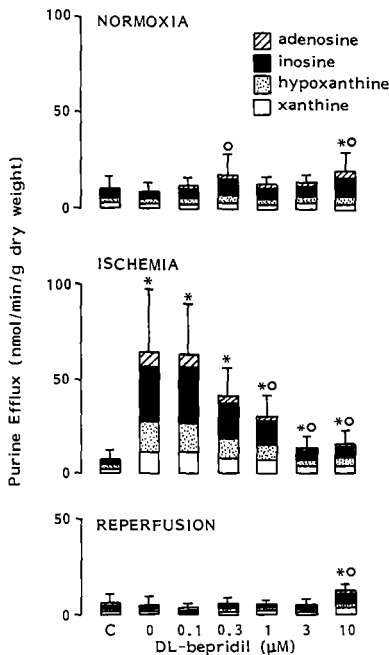 NORMOXIA
adenosine
inosine
hypoxanthine
xanthine
100
50
0
ISCHEMIA
100
*
*
*
*○
*○
*○
50
0
○
*○
Purine Efflux (nmol/min/g dry weight)
REPERFUSION
50
*○
0
C 0 0.1 0.3 1 3 10
DL-bepridil (µM)